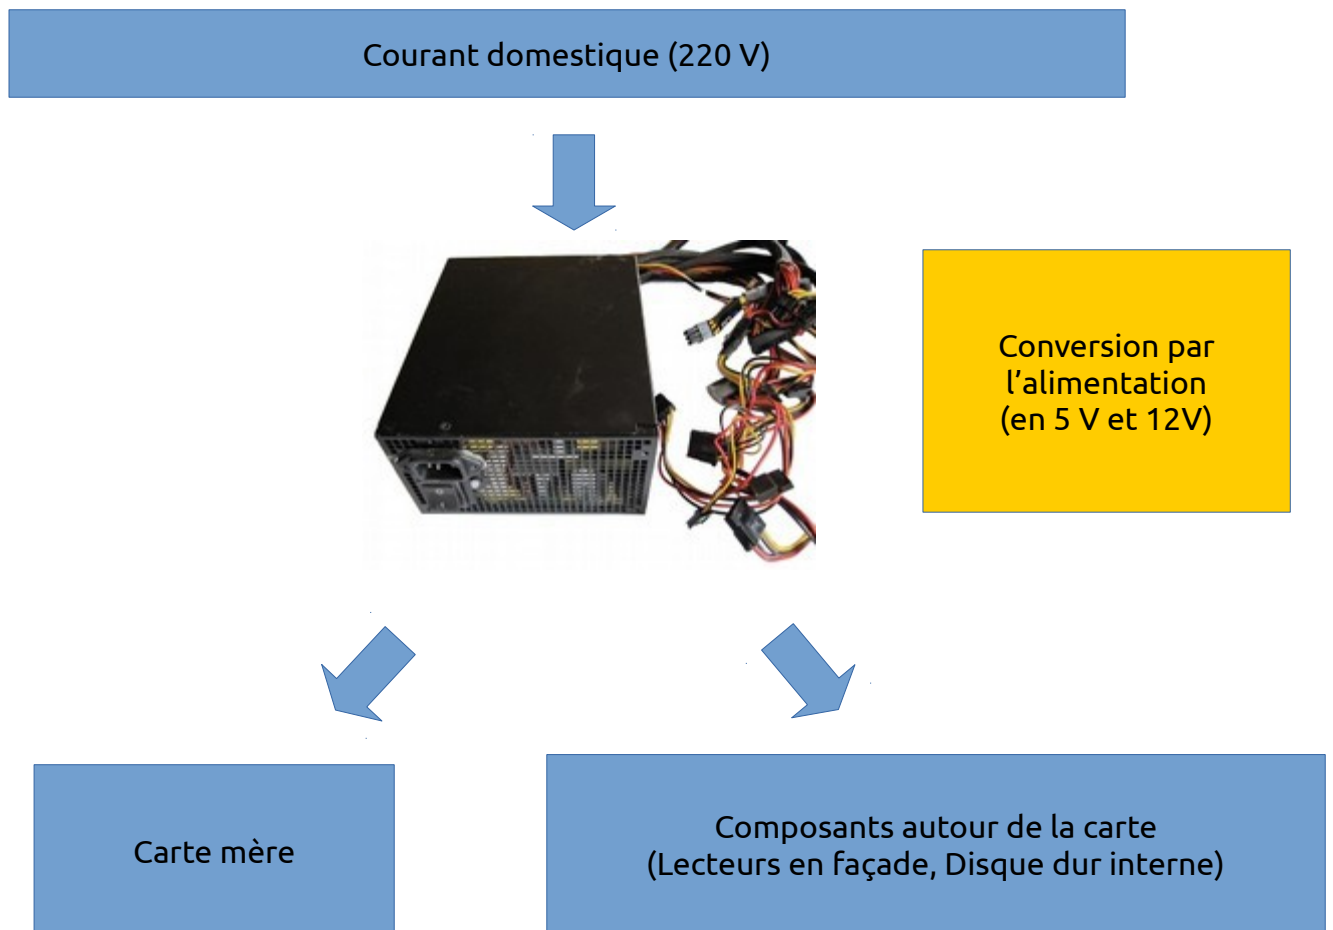 Courant domestique (220 V)
Conversion par
l’alimentation
(en 5 V et 12V)
Carte mère
Composants autour de la carte
(Lecteurs en façade, Disque dur interne)